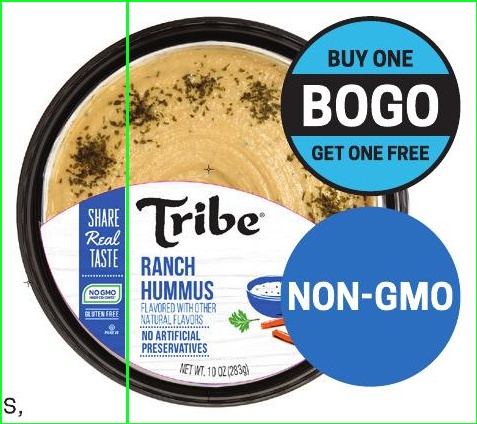 BUY ONE
BOGO
GET ONE FREE
SHARE
Real
TASTE
Tribe®
RANCH
HUMMUS
FLAVORED WITH OTHER
NATURAL FLAVORS
NO ARTIFICIAL
PRESERVATIVES
NO GMO
GLUTEN FREE
NET WT. 10 OZ (283g)
NON-GMO
S,